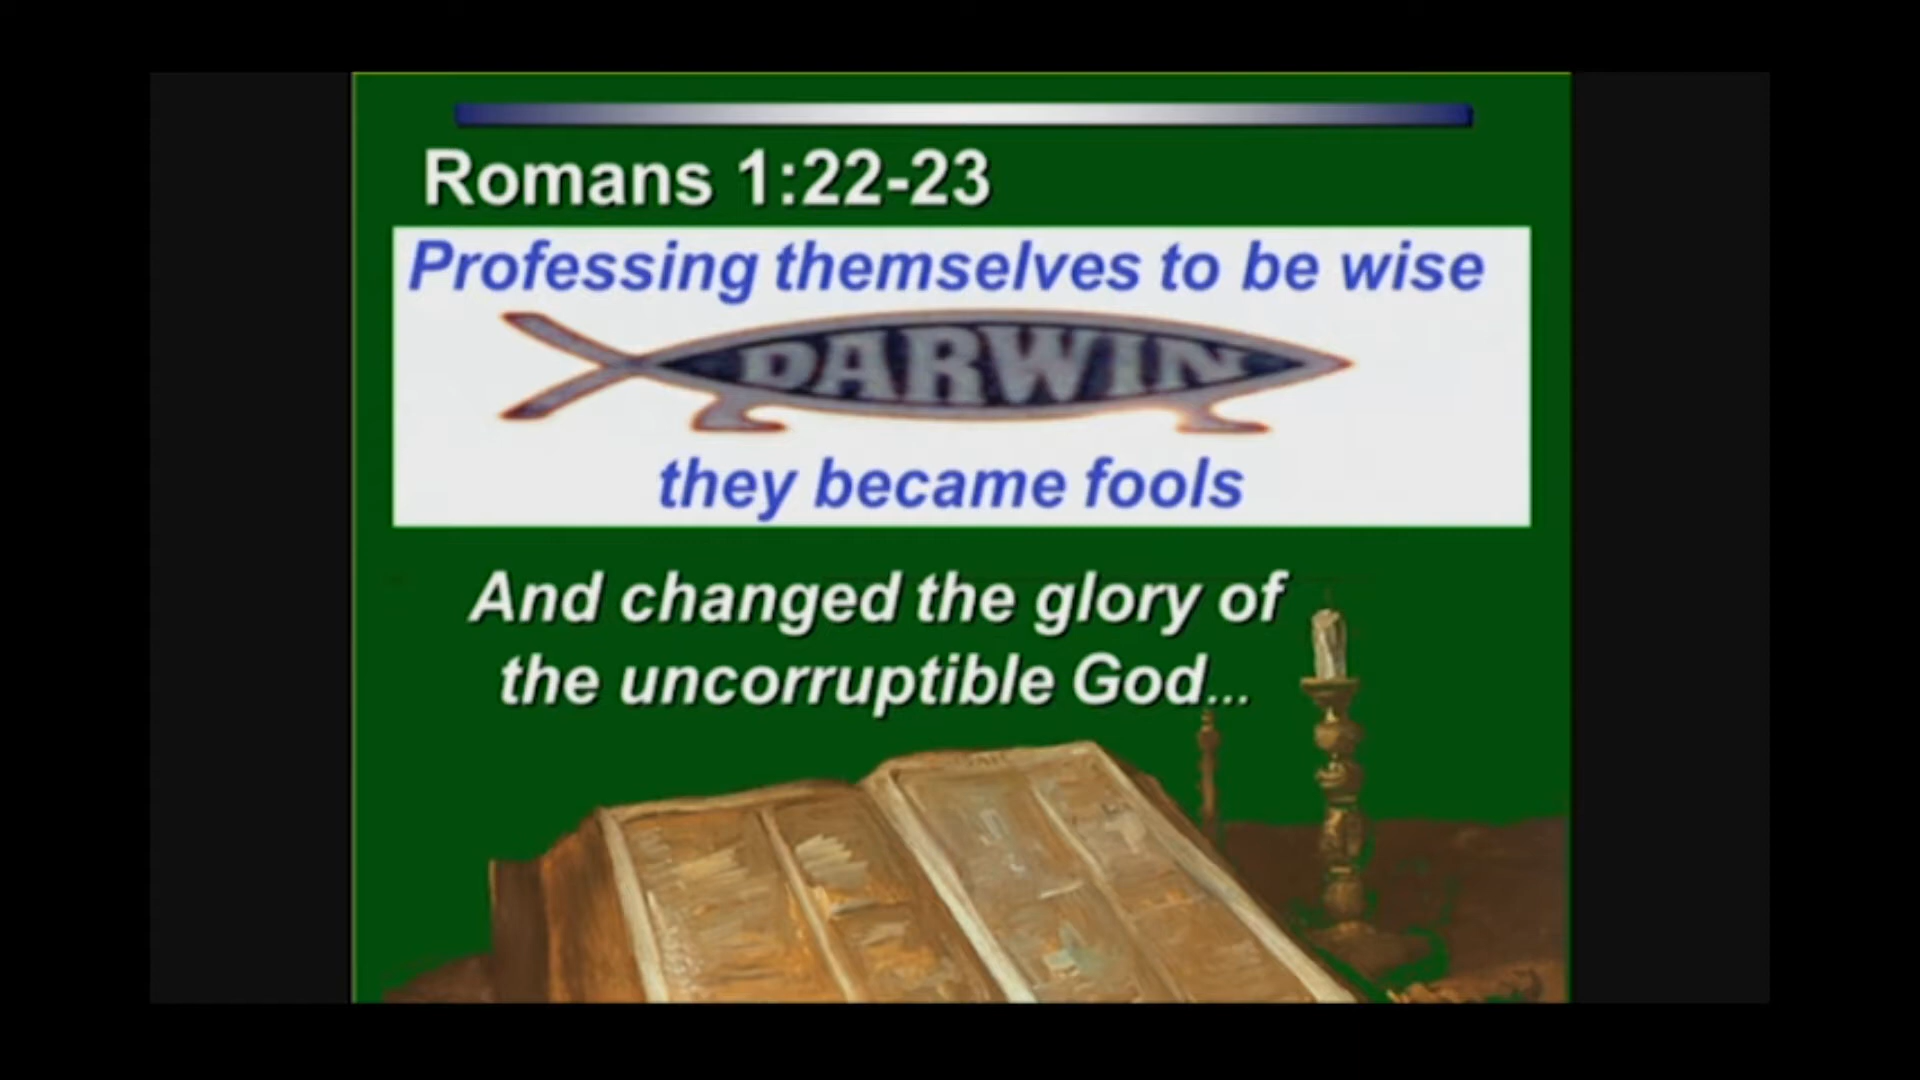 Romans 1:22-23
Professing themselves to be wise
DARWIN
they became fools
And changed the glory of
the uncorruptible God...